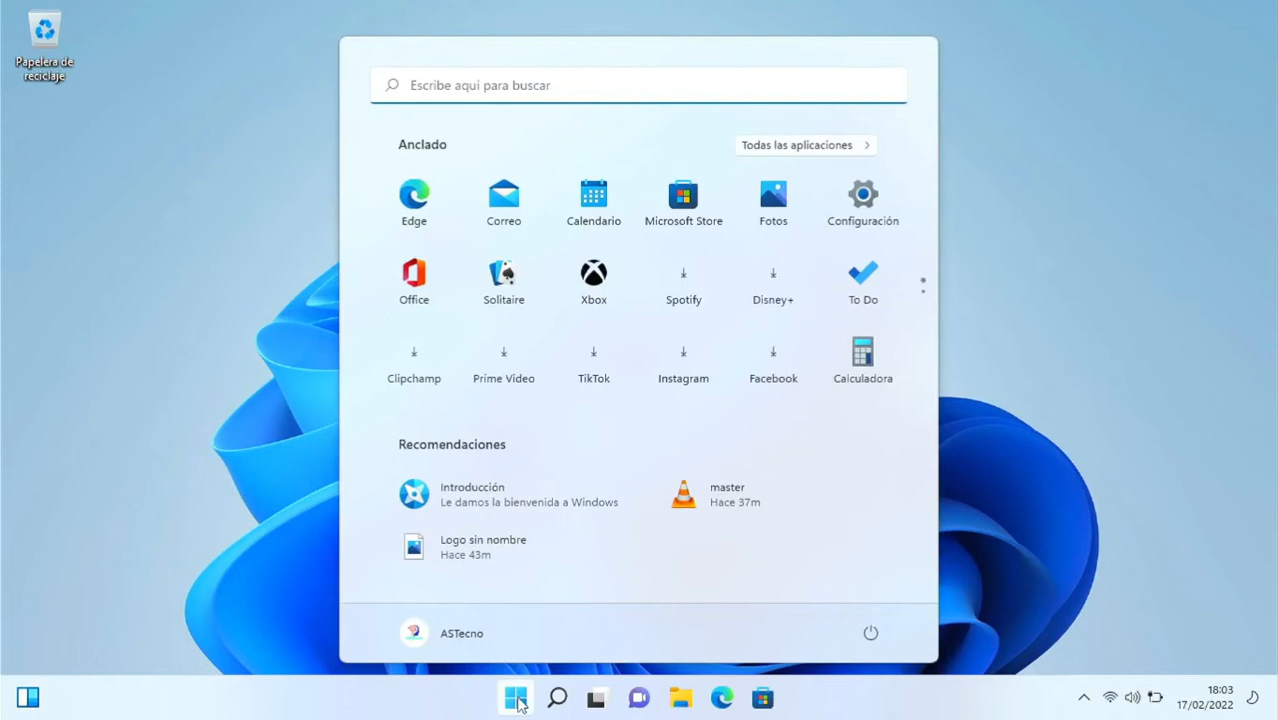 Papelera de
reciclaje
Escribe aquí para buscar
Anclado
Todas las aplicaciones
Edge
Correo
Calendario
Microsoft Store
Fotos
Configuración
Office
Solitaire
Xbox
Spotify
Disney+
To Do
Clipchamp
Prime Video
TikTok
Instagram
Facebook
Calculadora
Recomendaciones
Introducción
Le damos la bienvenida a Windows
master
Hace 37m
Logo sin nombre
Hace 43m
ASTecno
18:03
17/02/2022